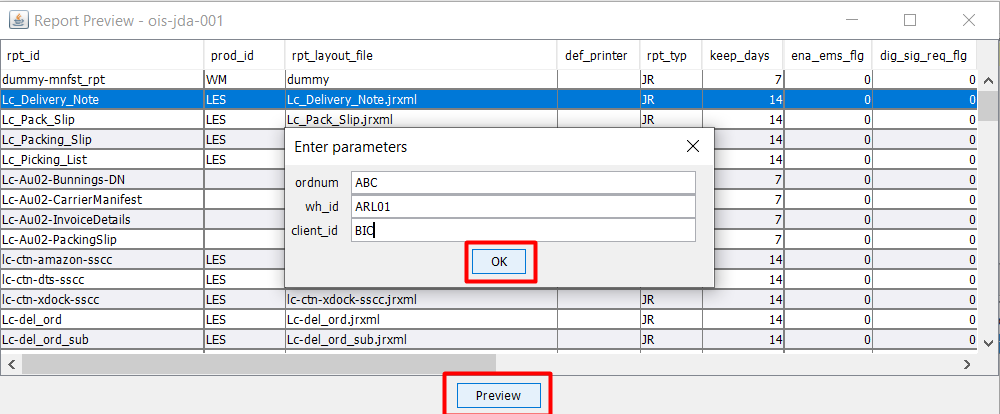 Report Preview - ois-jda-001
rpt_id prod_id rpt_layout_file def_printer rpt_typ keep_days ena_ems_flg dig_sig_req_flg
dummy-mnfst_rpt WM dummy JR 7 0 0
Lc_Delivery_Note LES Lc_Delivery_Note.jrxml JR 14 0 0
Lc_Pack_Slip LES Lc_Pack_Slip.jrxml JR 14 0 0
Lc_Packing_Slip LES 14 0 0
Lc_Picking_List LES 14 0 0
Lc-Au02-Bunnings-DN 7 0 0
Lc-Au02-CarrierManifest 7 0 0
Lc-Au02-InvoiceDetails 7 0 0
Lc-Au02-PackingSlip 7 0 0
lc-ctn-amazon-sscc LES 14 0 0
lc-ctn-dts-sscc LES 14 0 0
lc-ctn-xdock-sscc LES lc-ctn-xdock-sscc.jrxml JR 14 0 0
Lc-del_ord LES Lc-del_ord.jrxml JR 14 0 0
Lc-del_ord_sub LES Lc-del_ord_sub.jrxml JR 14 0 0
Enter parameters
ordnum ABC
wh_id ARL01
client_id BIC
OK
Preview